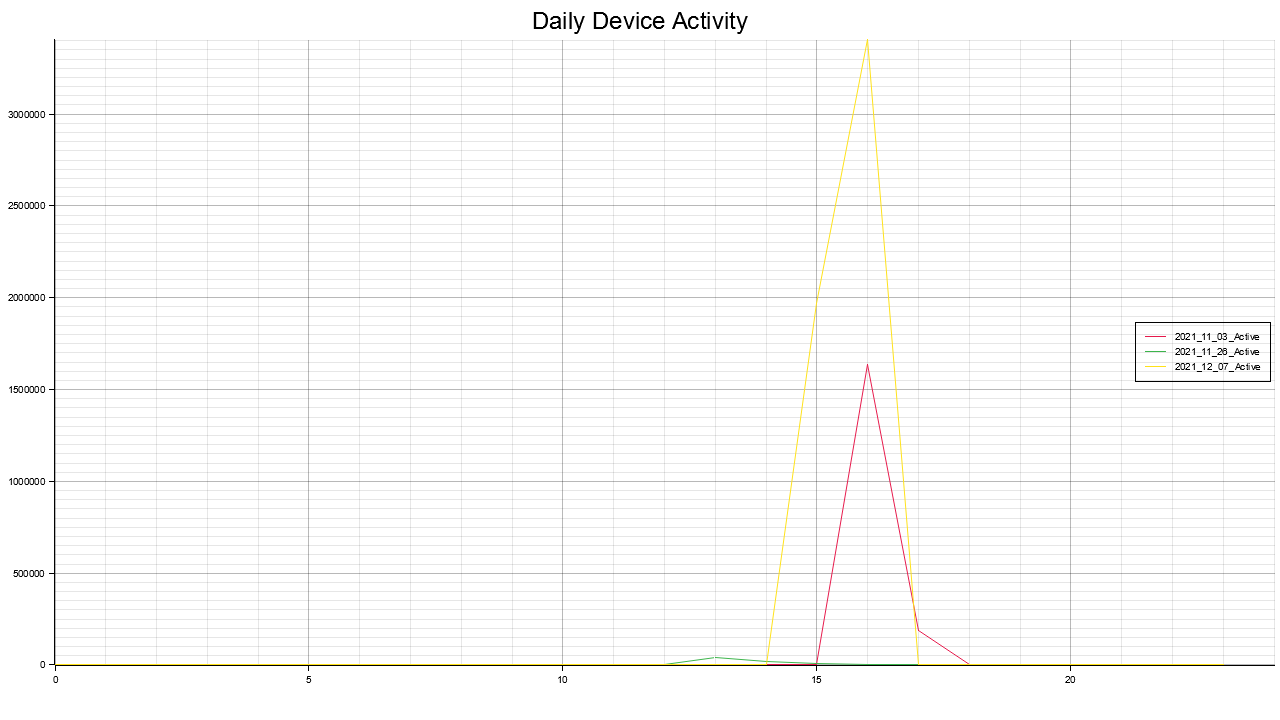 Daily Device Activity
3000000
2500000
2000000
1500000
1000000
500000
0
0 5 10 15 20
2021_11_03_Active
2021_11_26_Active
2021_12_07_Active